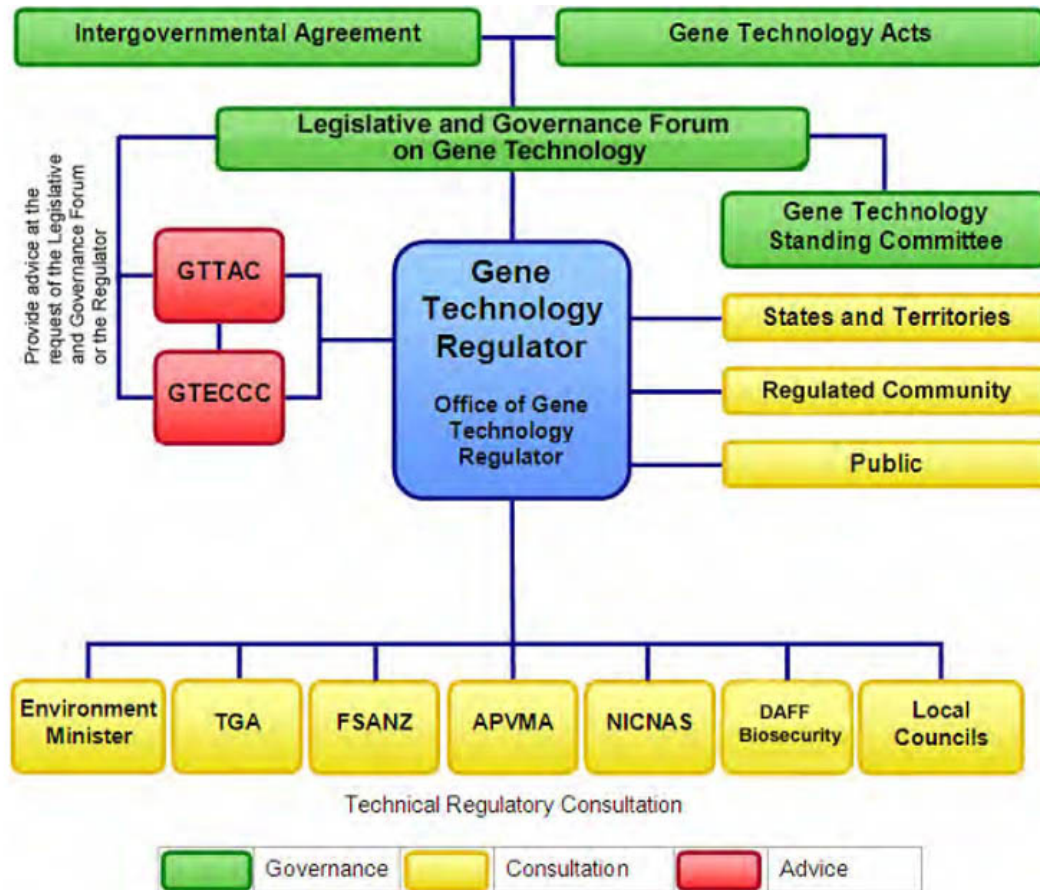 Intergovernmental Agreement
Gene Technology Acts
Legislative and Governance Forum
on Gene Technology
Provide advice at the
request of the Legislative
and Governance Forum
or the Regulator
GTTAC
GTECCC
Gene
Technology
Regulator
Office of Gene
Technology
Regulator
Gene Technology
Standing Committee
States and Territories
Regulated Community
Public
Environment
Minister
TGA
FSANZ
APVMA
NICNAS
DAFF
Biosecurity
Local
Councils
Technical Regulatory Consultation
Governance
Consultation
Advice